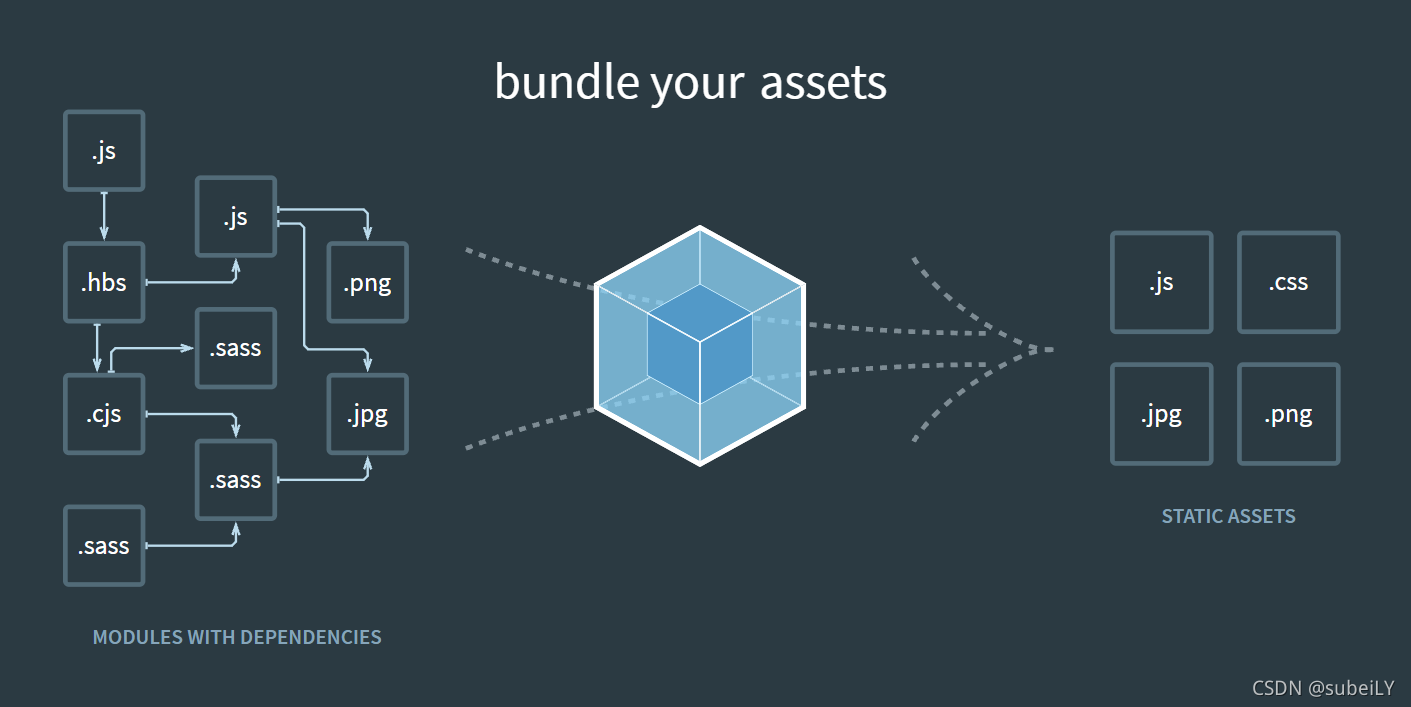 bundle your assets
.js
.js
.hbs
.png
.sass
.cjs
.jpg
.sass
.sass
MODULES WITH DEPENDENCIES
.js
.css
.jpg
.png
STATIC ASSETS
CSDN @subeiLY